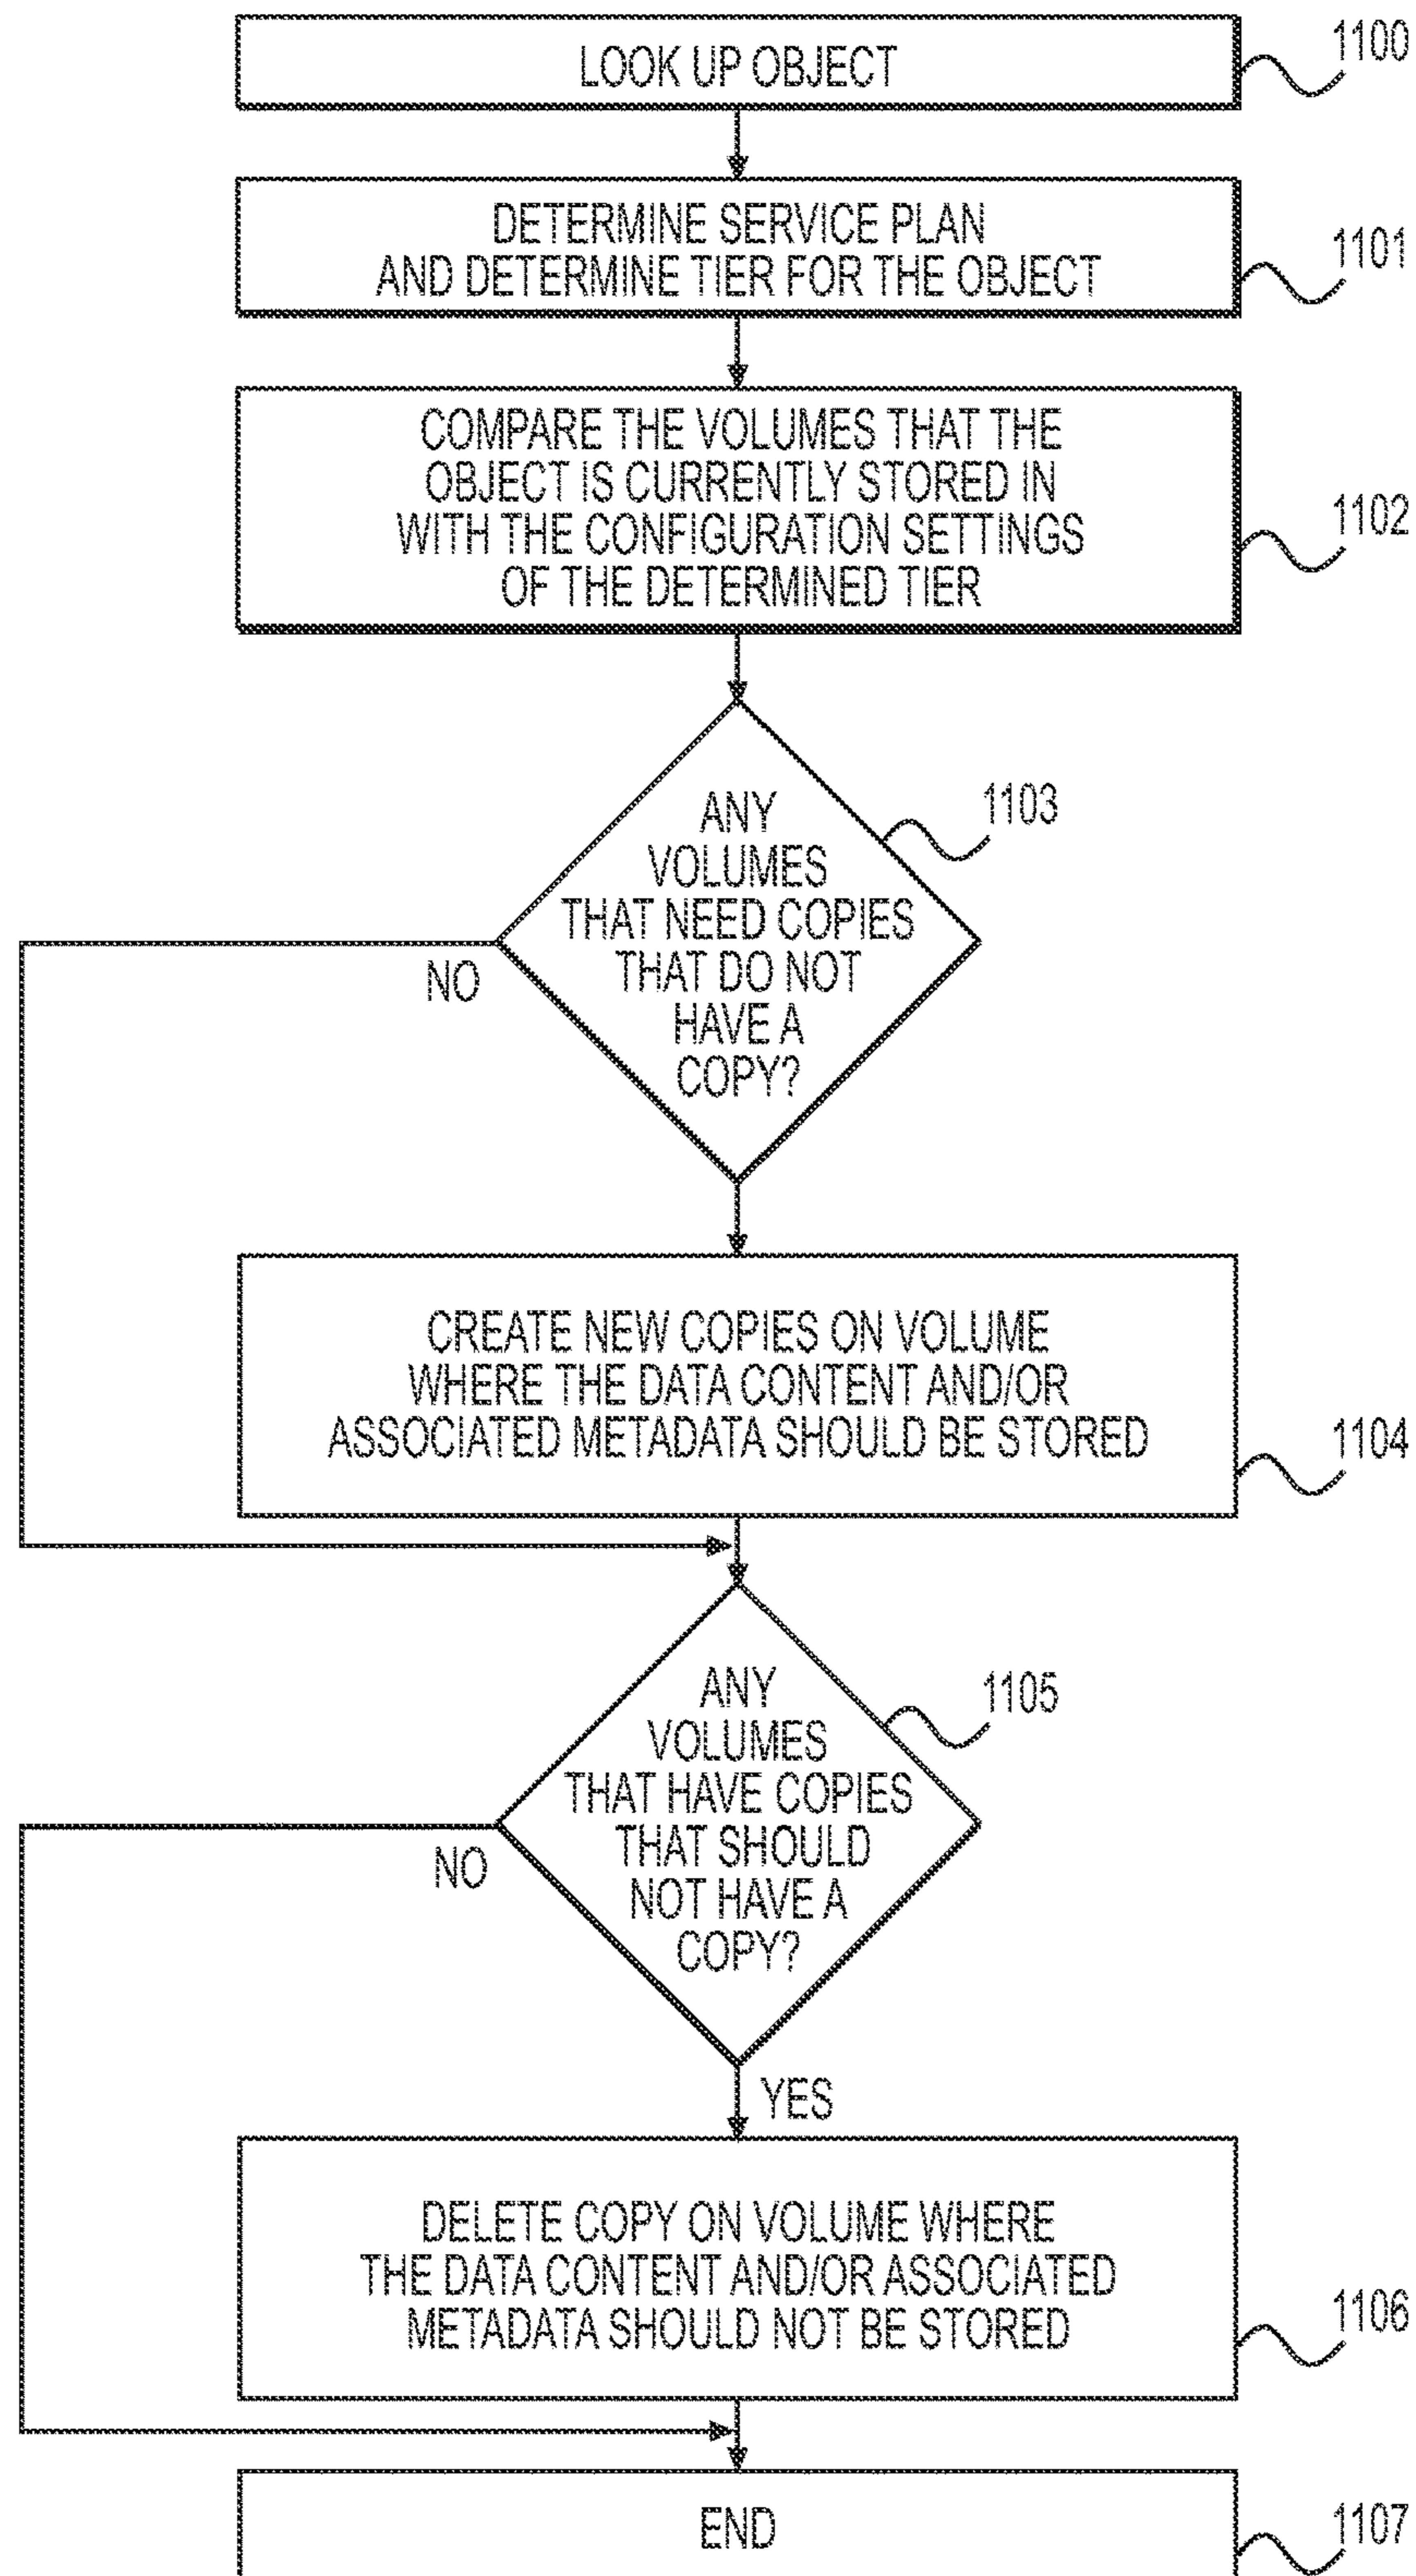 LOOK UP OBJECT
1100
DETERMINE SERVICE PLAN
AND DETERMINE TIER FOR THE OBJECT
1101
COMPARE THE VOLUMES THAT THE
OBJECT IS CURRENTLY STORED IN
WITH THE CONFIGURATION SETTINGS
OF THE DETERMINED TIER
1102
ANY
VOLUMES
THAT NEED COPIES
THAT DO NOT
HAVE A
COPY?
1103
NO
CREATE NEW COPIES ON VOLUME
WHERE THE DATA CONTENT AND/OR
ASSOCIATED METADATA SHOULD BE STORED
1104
ANY
VOLUMES
THAT HAVE COPIES
THAT SHOULD
NOT HAVE A
COPY?
1105
NO
YES
DELETE COPY ON VOLUME WHERE
THE DATA CONTENT AND/OR ASSOCIATED
METADATA SHOULD NOT BE STORED
1106
END
1107